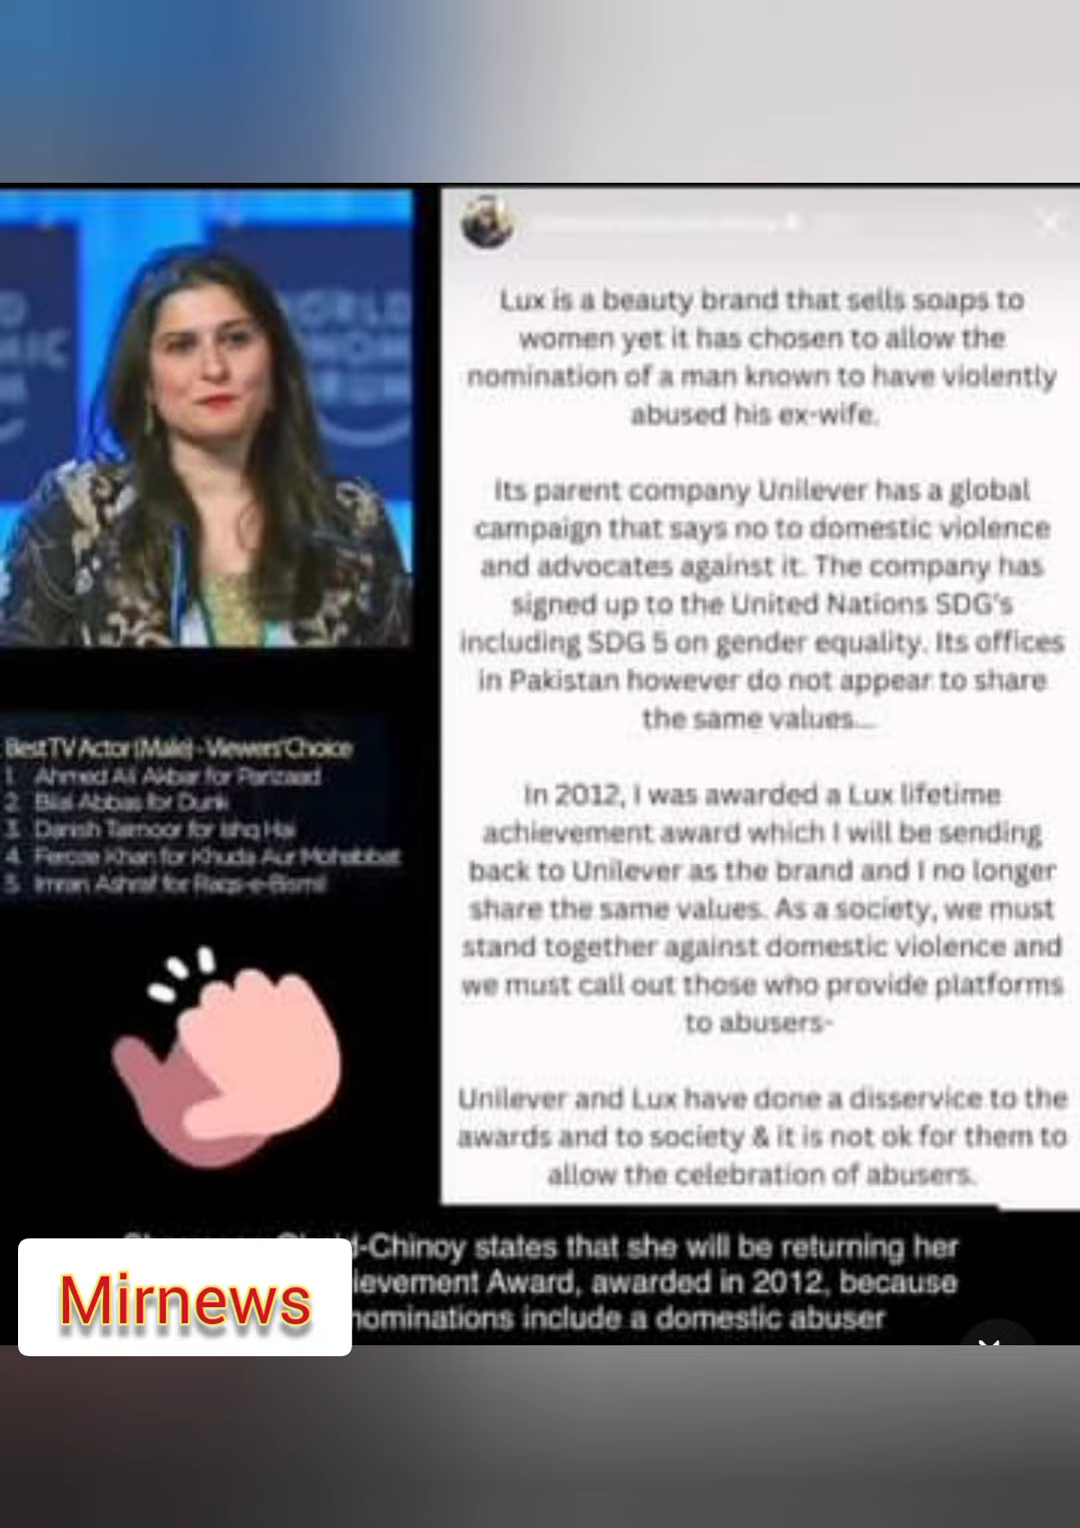 ORLD
Lux is a beauty brand that sells soaps to
women yet it has chosen to allow the
nomination of a man known to have violently
abused his ex-wife.
Its parent company Unilever has a global
campaign that says no to domestic violence
and advocates against it. The company has
signed up to the United Nations SDG's
including SDG 5 on gender equality. Its offices
in Pakistan however do not appear to share
the same values...
In 2012, I was awarded a Lux lifetime
achievement award which I will be sending
back to Unilever as the brand and I no longer
share the same values. As a society, we must
stand together against domestic violence and
we must call out those who provide platforms
to abusers-
Unilever and Lux have done a disservice to the
awards and to society & it is not ok for them to
allow the celebration of abusers.
Best TV Actor (Male) - Viewers' Choice
1. Ahmed Ali Akbar for Parizaad
2. Bilal Abbas for Dunk
3. Danish Taimoor for Ishq Hai
4. Feroze Khan for Khuda Aur Mohabbat
5. Imran Ashraf for Raqs-e-Bismil
-Chinoy states that she will be returning her
ievement Award, awarded in 2012, because
nominations include a domestic abuser
Mirnews